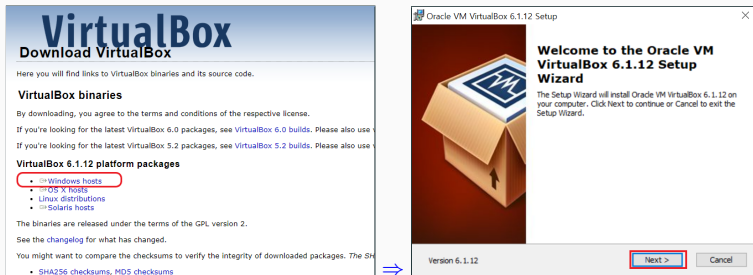 VirtualBox
Download VirtualBox
Here you will find links to VirtualBox binaries and its source code.
VirtualBox binaries
By downloading, you agree to the terms and conditions of the respective license.
If you're looking for the latest VirtualBox 6.0 packages, see VirtualBox 6.0 builds. Please also use
If you're looking for the latest VirtualBox 5.2 packages, see VirtualBox 5.2 builds. Please also use
VirtualBox 6.1.12 platform packages
Windows hosts
OS X hosts
Linux distributions
Solaris hosts
The binaries are released under the terms of the GPL version 2.
See the changelog for what has changed.
You might want to compare the checksums to verify the integrity of downloaded packages. The SH
SHA256 checksums, MD5 checksums
⇒
Oracle VM VirtualBox 6.1.12 Setup
Welcome to the Oracle VM
VirtualBox 6.1.12 Setup
Wizard
The Setup Wizard will install Oracle VM VirtualBox 6.1.12 on
your computer. Click Next to continue or Cancel to exit the
Setup Wizard.
Version 6.1.12
Next >
Cancel